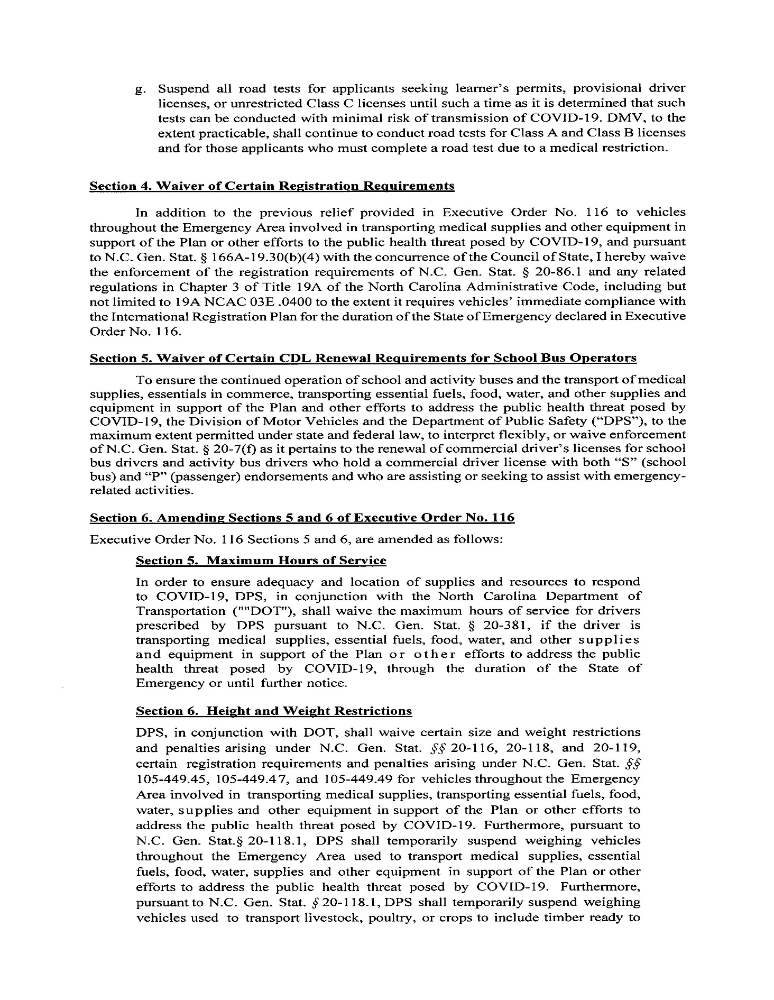 g. Suspend all road tests for applicants seeking learner's permits, provisional driver
licenses, or unrestricted Class C licenses until such a time as it is determined that such
tests can be conducted with minimal risk of transmission of COVID-19. DMV, to the
extent practicable, shall continue to conduct road tests for Class A and Class B licenses
and for those applicants who must complete a road test due to a medical restriction.
Section 4. Waiver of Certain Registration Requirements
In addition to the previous relief provided in Executive Order No. 116 to vehicles
throughout the Emergency Area involved in transporting medical supplies and other equipment in
support of the Plan or other efforts to the public health threat posed by COVID-19, and pursuant
to N.C. Gen. Stat. § 166A-19.30(b)(4) with the concurrence of the Council of State, I hereby waive
the enforcement of the registration requirements of N.C. Gen. Stat. § 20-86.1 and any related
regulations in Chapter 3 of Title 19A of the North Carolina Administrative Code, including but
not limited to 19A NCAC 03E .0400 to the extent it requires vehicles' immediate compliance with
the International Registration Plan for the duration of the State of Emergency declared in Executive
Order No. 116.
Section 5. Waiver of Certain CDL Renewal Requirements for School Bus Operators
To ensure the continued operation of school and activity buses and the transport of medical
supplies, essentials in commerce, transporting essential fuels, food, water, and other supplies and
equipment in support of the Plan and other efforts to address the public health threat posed by
COVID-19, the Division of Motor Vehicles and the Department of Public Safety ("DPS"), to the
maximum extent permitted under state and federal law, to interpret flexibly, or waive enforcement
of N.C. Gen. Stat. § 20-7(f) as it pertains to the renewal of commercial driver's licenses for school
bus drivers and activity bus drivers who hold a commercial driver license with both "S" (school
bus) and "P" (passenger) endorsements and who are assisting or seeking to assist with emergency-
related activities.
Section 6. Amending Sections 5 and 6 of Executive Order No. 116
Executive Order No. 116 Sections 5 and 6, are amended as follows:
Section 5. Maximum Hours of Service
In order to ensure adequacy and location of supplies and resources to respond
to COVID-19, DPS, in conjunction with the North Carolina Department of
Transportation (""DOT"), shall waive the maximum hours of service for drivers
prescribed by DPS pursuant to N.C. Gen. Stat. § 20-381, if the driver is
transporting medical supplies, essential fuels, food, water, and other supplies
and equipment in support of the Plan or other efforts to address the public
health threat posed by COVID-19, through the duration of the State of
Emergency or until further notice.
Section 6. Height and Weight Restrictions
DPS, in conjunction with DOT, shall waive certain size and weight restrictions
and penalties arising under N.C. Gen. Stat. §§ 20-116, 20-118, and 20-119,
certain registration requirements and penalties arising under N.C. Gen. Stat. §§
105-449.45, 105-449.47, and 105-449.49 for vehicles throughout the Emergency
Area involved in transporting medical supplies, transporting essential fuels, food,
water, supplies and other equipment in support of the Plan or other efforts to
address the public health threat posed by COVID-19. Furthermore, pursuant to
N.C. Gen. Stat.§ 20-118.1, DPS shall temporarily suspend weighing vehicles
throughout the Emergency Area used to transport medical supplies, essential
fuels, food, water, supplies and other equipment in support of the Plan or other
efforts to address the public health threat posed by COVID-19. Furthermore,
pursuant to N.C. Gen. Stat. § 20-118.1, DPS shall temporarily suspend weighing
vehicles used to transport livestock, poultry, or crops to include timber ready to